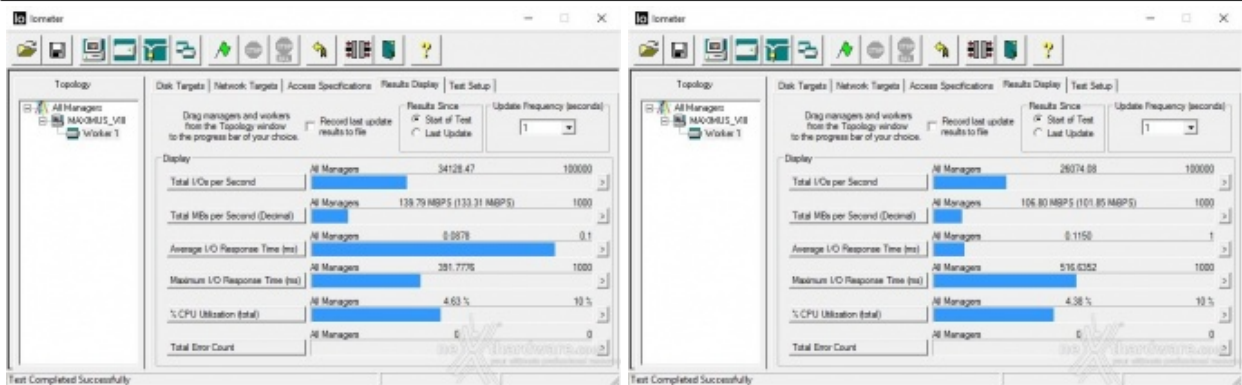 Iometer
Topology
All Managers
MAXIMUS_VIII
Worker 1
Disk Targets | Network Targets | Access Specifications | Results Display | Test Setup
Drag managers and workers
from the Topology window
to the progress bar of your choice.
Record last update
results to file
Results Since
Start of Test
Last Update
Update Frequency (seconds)
1
Display
All Managers 34128.47 100000
Total I/Os per Second
All Managers 139.79 MBPS (133.31 MiBPS) 1000
Total MBs per Second (Decimal)
All Managers 0.0878 0.1
Average I/O Response Time (ms)
All Managers 391.7776 1000
Maximum I/O Response Time (ms)
All Managers 4.63 % 10 %
% CPU Utilization (total)
All Managers 0 0
Total Error Count
Test Completed Successfully
Iometer
Topology
All Managers
MAXIMUS_VIII
Worker 1
Disk Targets | Network Targets | Access Specifications | Results Display | Test Setup
Drag managers and workers
from the Topology window
to the progress bar of your choice.
Record last update
results to file
Results Since
Start of Test
Last Update
Update Frequency (seconds)
1
Display
All Managers 26074.08 100000
Total I/Os per Second
All Managers 106.80 MBPS (101.85 MiBPS) 1000
Total MBs per Second (Decimal)
All Managers 0.1150 1
Average I/O Response Time (ms)
All Managers 516.6352 1000
Maximum I/O Response Time (ms)
All Managers 4.38 % 10 %
% CPU Utilization (total)
All Managers 0 0
Total Error Count
Test Completed Successfully